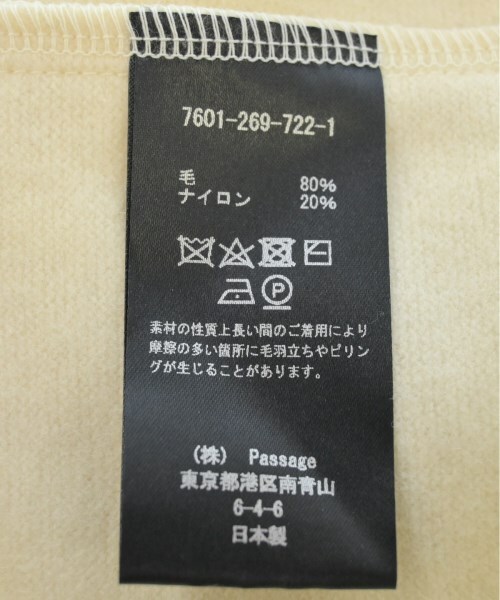 7601-269-722-1
毛 80%
ナイロン 20%
P
素材の性質上長い間のご着用により
摩擦の多い箇所に毛羽立ちやピリン
グが生じることがあります。
(株) Passage
東京都港区南青山
6-4-6
日本製